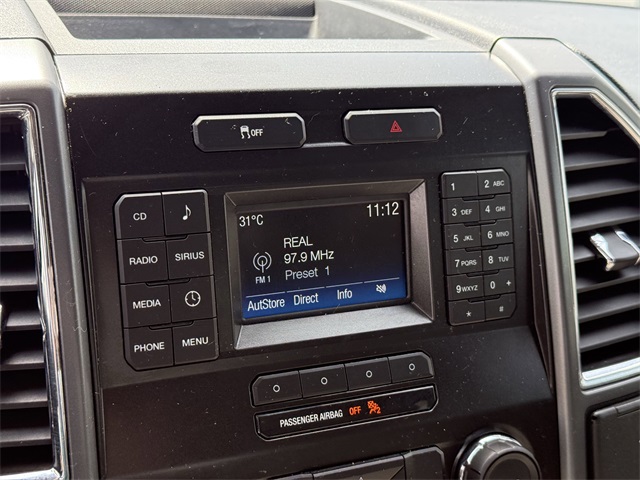 OFF
CD
RADIO SIRIUS
MEDIA
PHONE MENU
31°C 11:12
REAL
97.9 MHz
FM 1 Preset 1
AutoStore Direct Info
1 2 ABC
3 DEF 4 GHI
5 JKL 6 MNO
7 PQRS 8 TUV
9 WXYZ 0 +
* #
PASSENGER AIRBAG OFF 2